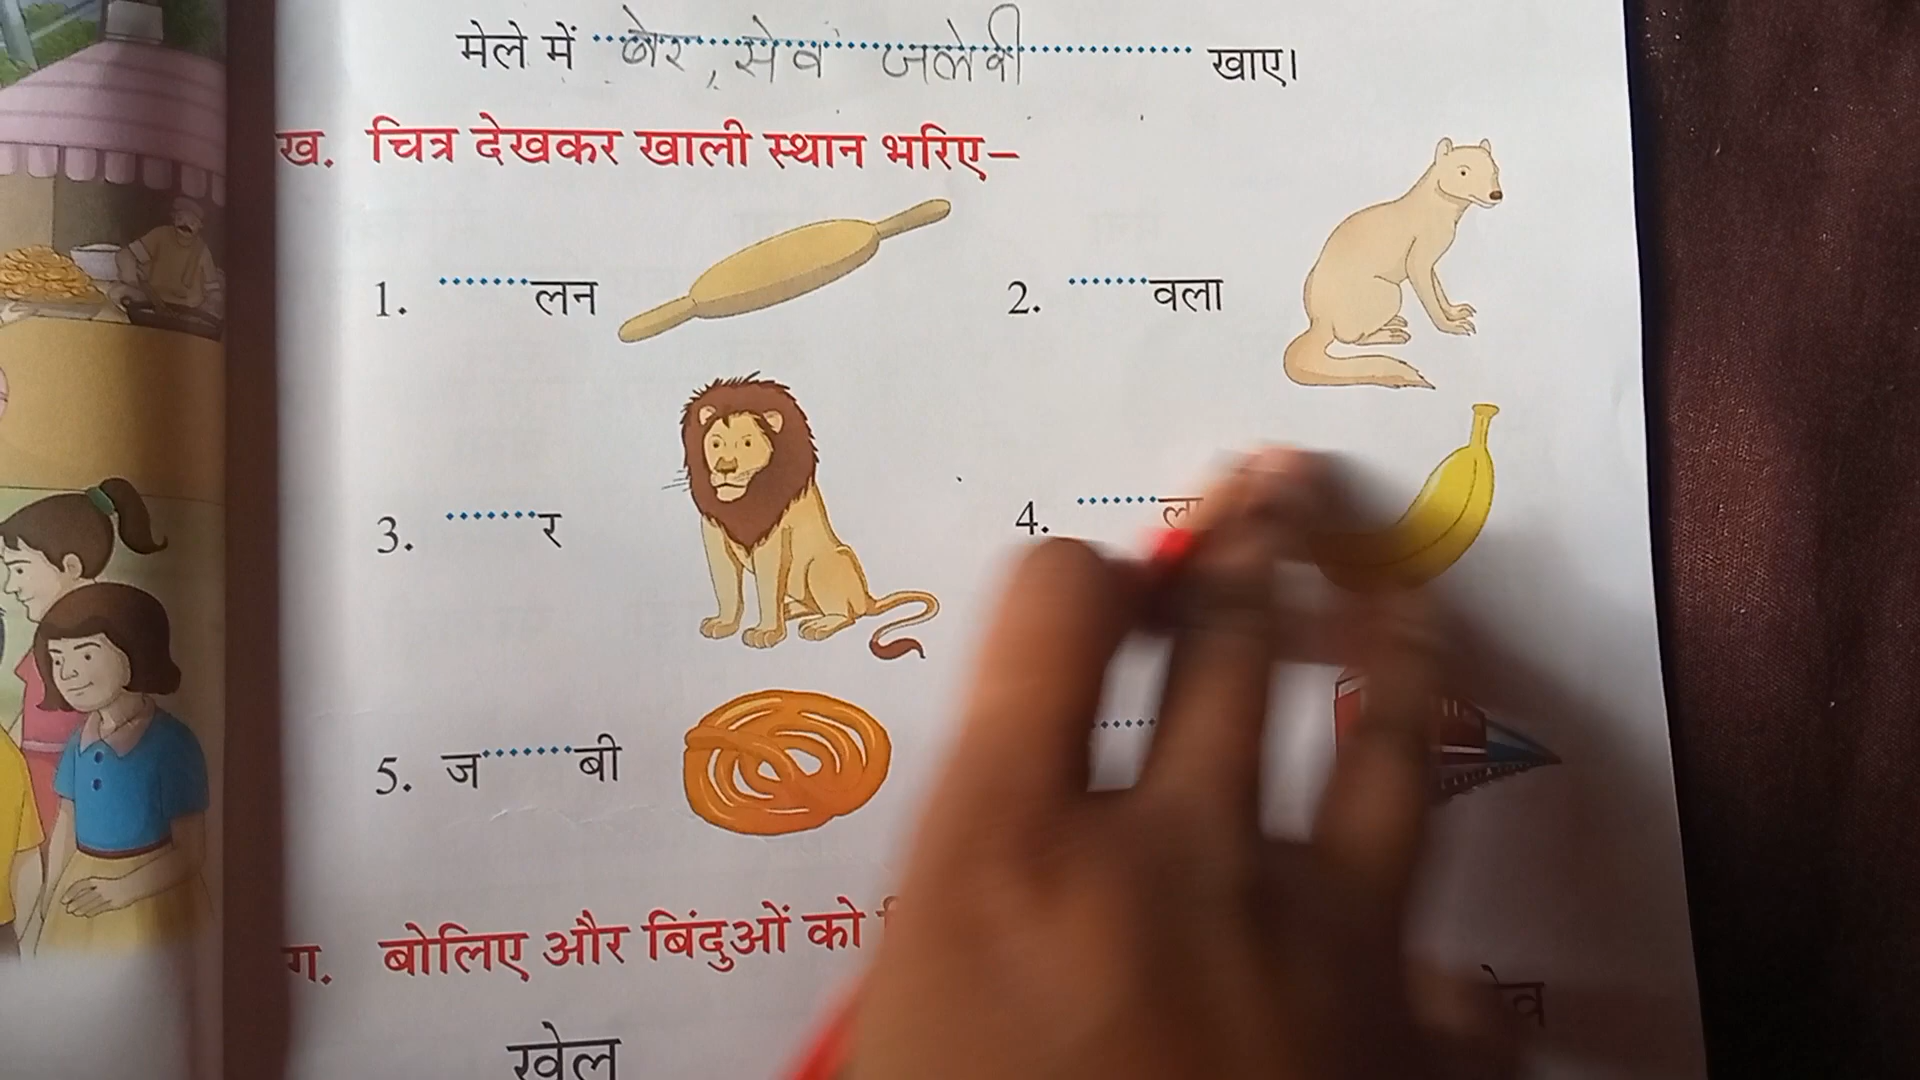 मेले में बेर, सेव जलेबी खाए।
ख. चित्र देखकर खाली स्थान भरिए–
1. .......लन
2. .......वला
3. .......र
4. .......ला
5. ज.......बी
ग. बोलिए और बिंदुओं को
खेल